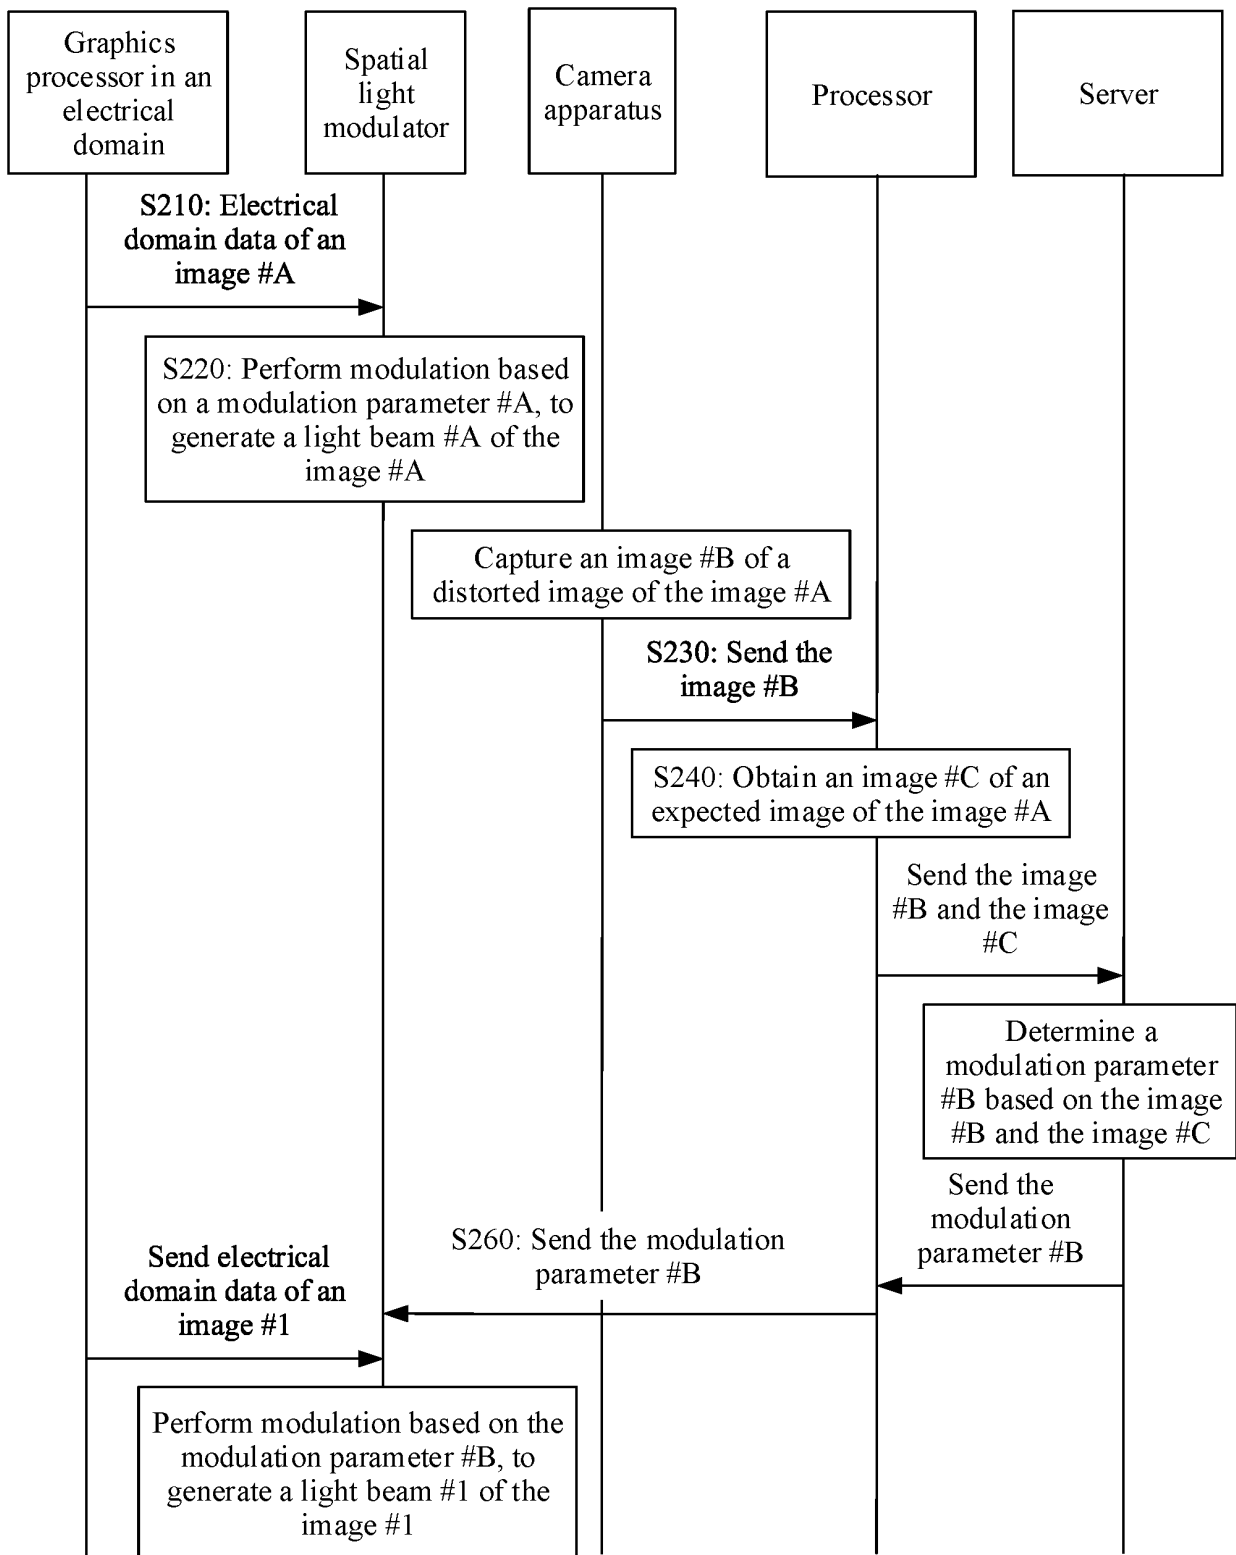 Graphics
processor in an
electrical
domain
Spatial
light
modulator
Camera
apparatus
Processor
Server
S210: Electrical
domain data of an
image #A
S220: Perform modulation based
on a modulation parameter #A, to
generate a light beam #A of the
image #A
Capture an image #B of a
distorted image of the image #A
S230: Send the
image #B
S240: Obtain an image #C of an
expected image of the image #A
Send the image
#B and the image
#C
Determine a
modulation parameter
#B based on the image
#B and the image #C
Send the
modulation
parameter #B
S260: Send the modulation
parameter #B
Send electrical
domain data of an
image #1
Perform modulation based on the
modulation parameter #B, to
generate a light beam #1 of the
image #1